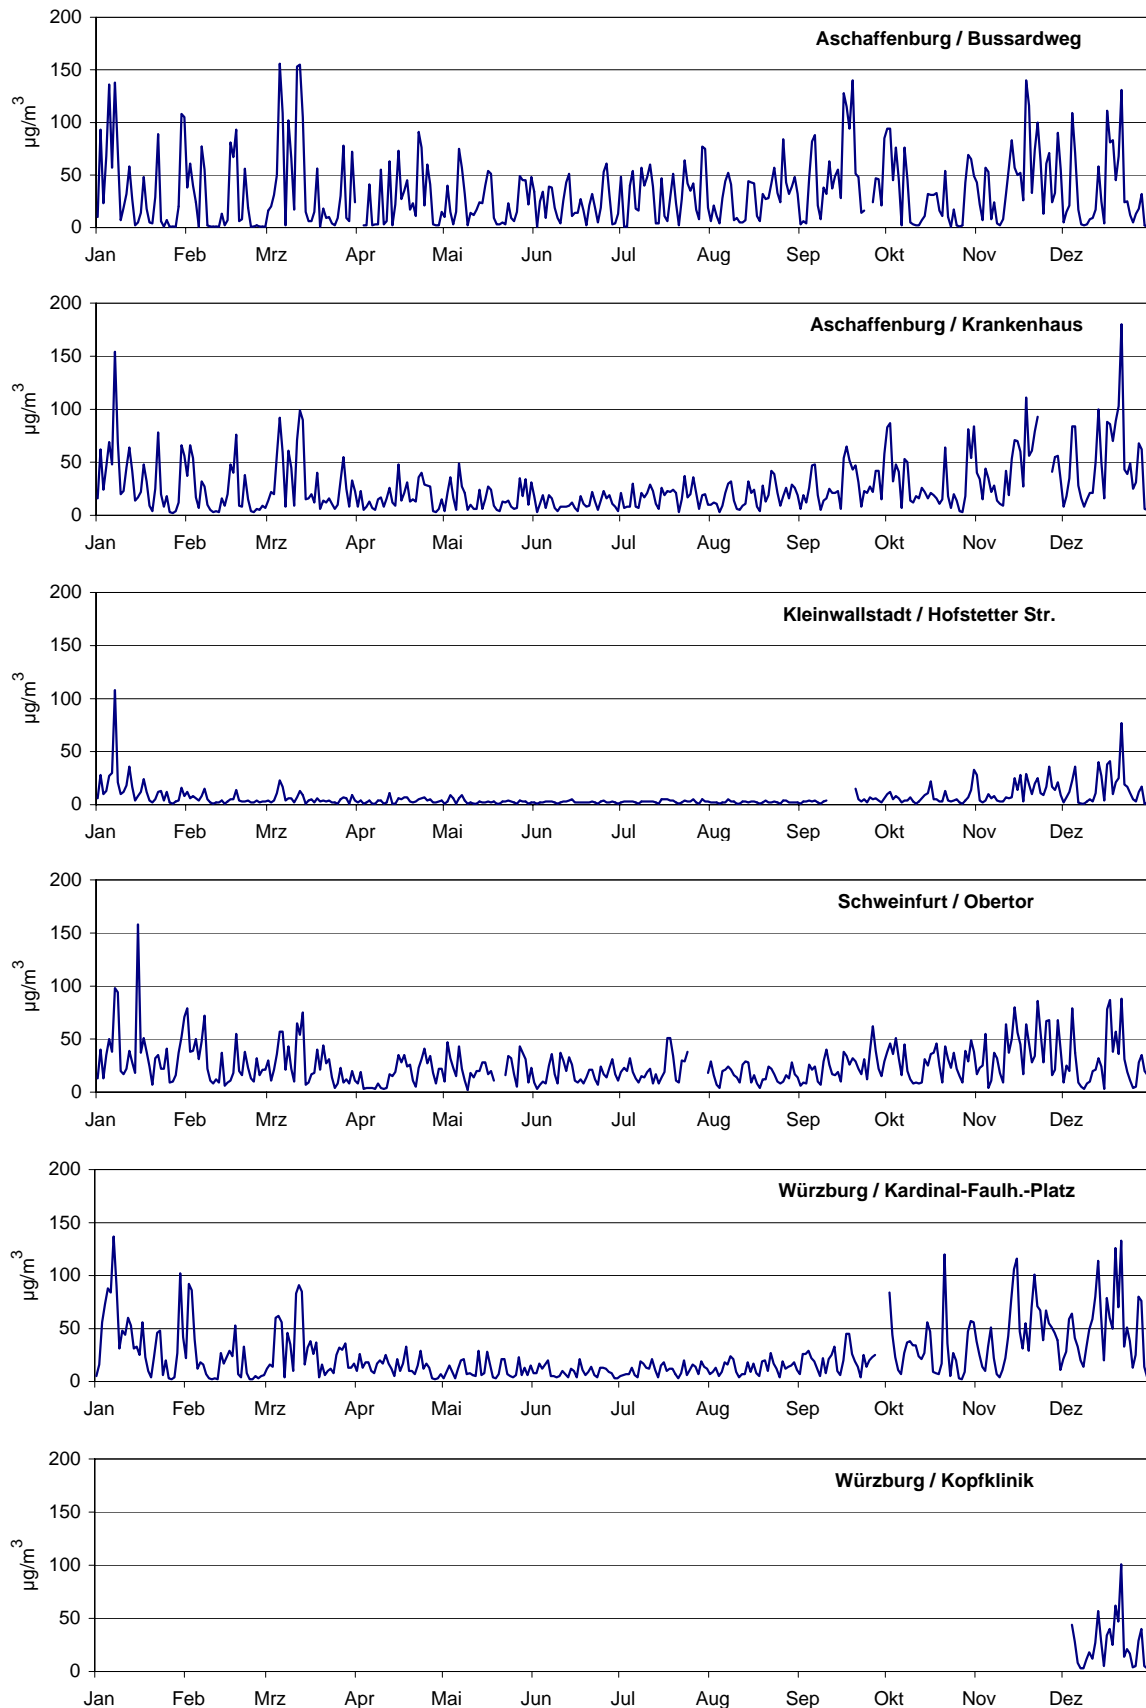 Aschaffenburg / Bussardweg
200
150
100
50
0
µg/m³
Jan Feb Mrz Apr Mai Jun Jul Aug Sep Okt Nov Dez
Aschaffenburg / Krankenhaus
200
150
100
50
0
µg/m³
Jan Feb Mrz Apr Mai Jun Jul Aug Sep Okt Nov Dez
Kleinwallstadt / Hofstetter Str.
200
150
100
50
0
µg/m³
Jan Feb Mrz Apr Mai Jun Jul Aug Sep Okt Nov Dez
Schweinfurt / Obertor
200
150
100
50
0
µg/m³
Jan Feb Mrz Apr Mai Jun Jul Aug Sep Okt Nov Dez
Würzburg / Kardinal-Faulh.-Platz
200
150
100
50
0
µg/m³
Jan Feb Mrz Apr Mai Jun Jul Aug Sep Okt Nov Dez
Würzburg / Kopfklinik
200
150
100
50
0
µg/m³
Jan Feb Mrz Apr Mai Jun Jul Aug Sep Okt Nov Dez